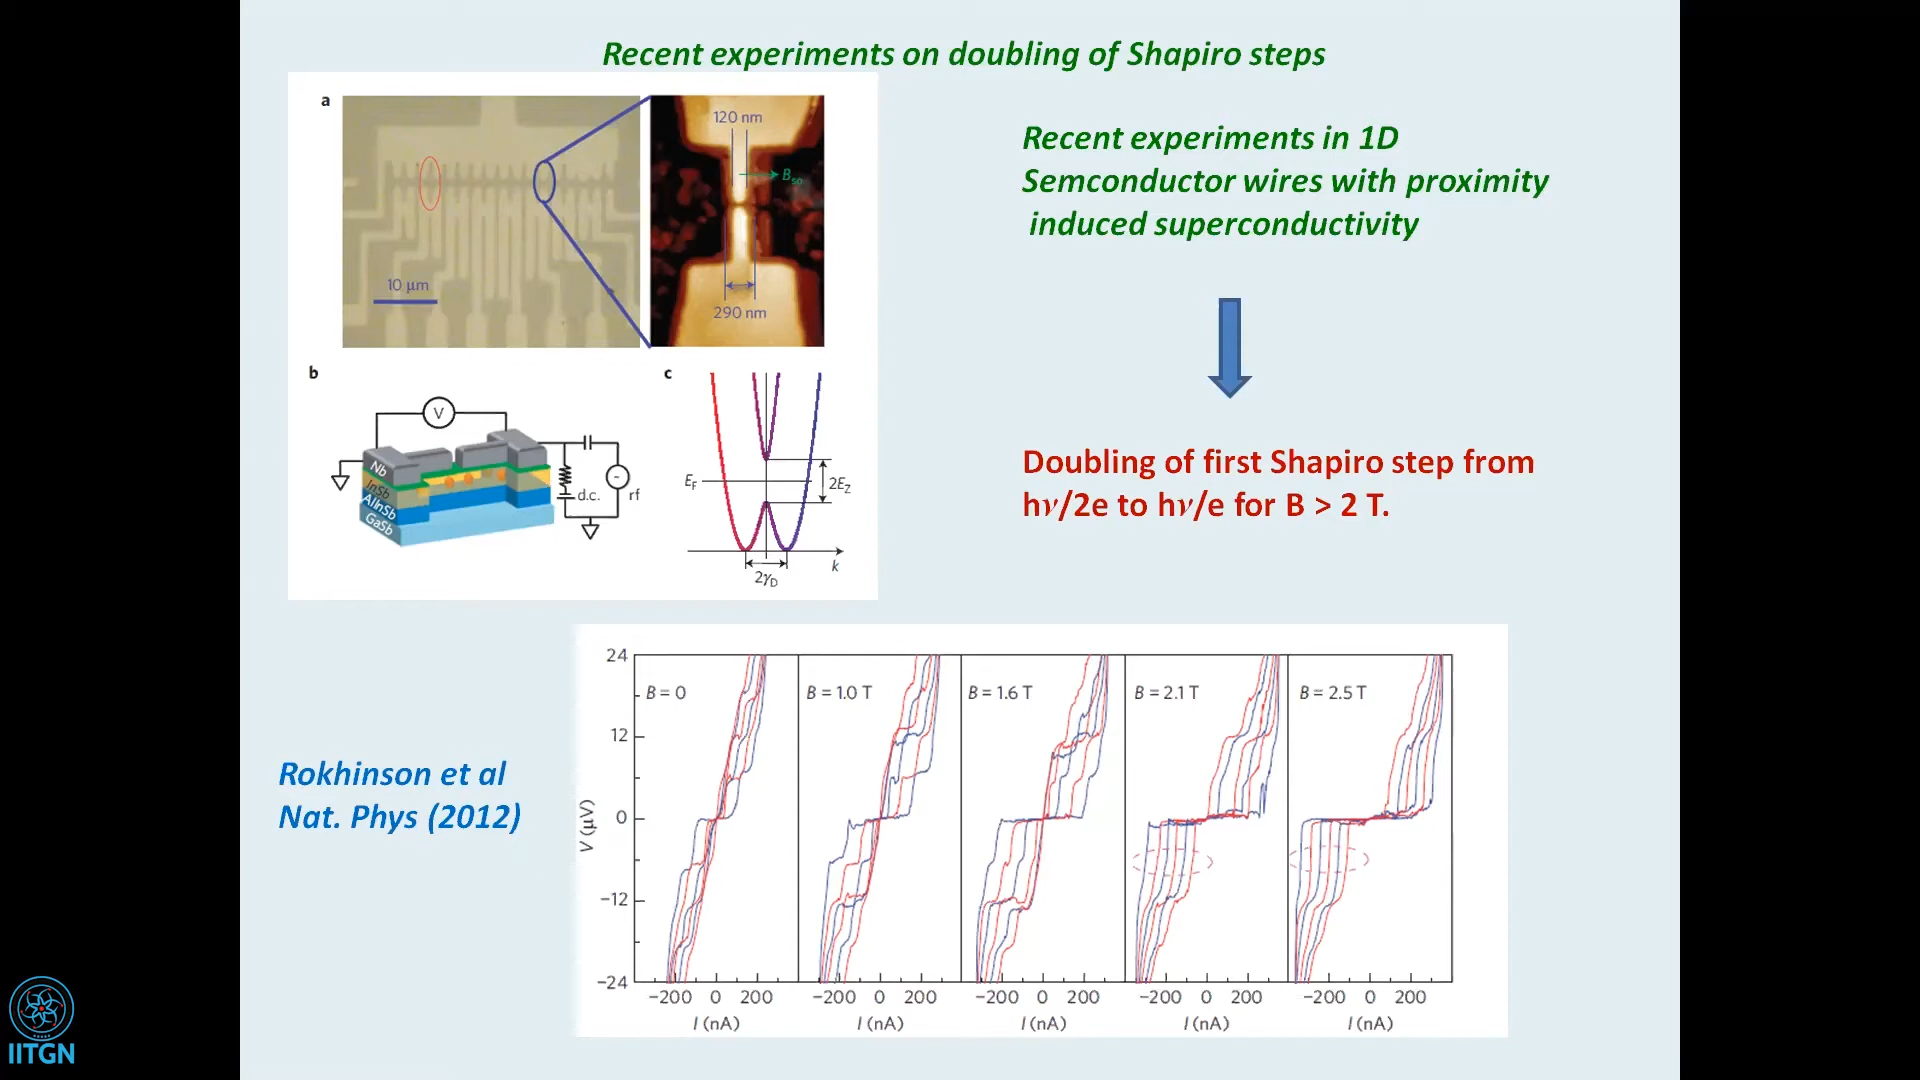 Recent experiments on doubling of Shapiro steps
a
10 μm
120 nm
Bso
290 nm
Recent experiments in 1D
Semconductor wires with proximity
induced superconductivity
b
V
Nb
InSb
AlInSb
GaSb
d.c.
rf
c
EF
2EZ
2γD
k
Doubling of first Shapiro step from
hν/2e to hν/e for B > 2 T.
Rokhinson et al
Nat. Phys (2012)
V (μV)
24
12
0
−12
−24
B = 0
B = 1.0 T
B = 1.6 T
B = 2.1 T
B = 2.5 T
−200 0 200
−200 0 200
−200 0 200
−200 0 200
−200 0 200
I (nA)
I (nA)
I (nA)
I (nA)
I (nA)
IITGN